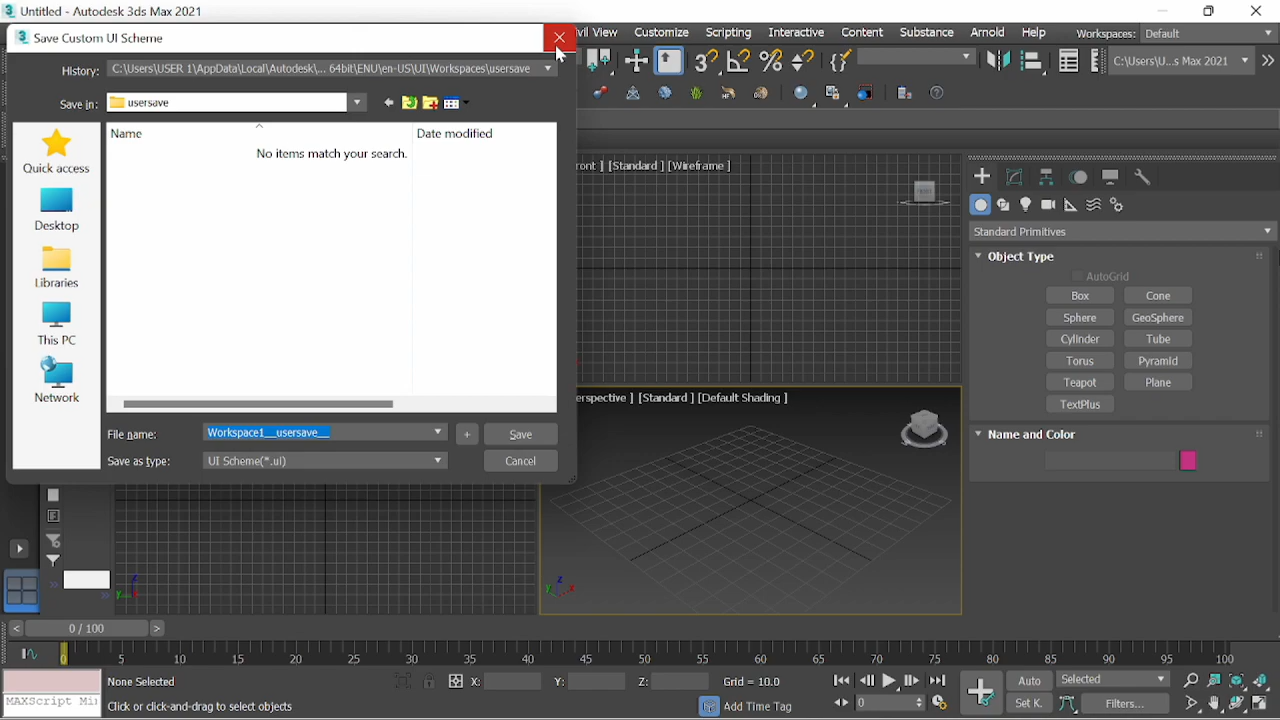 Untitled - Autodesk 3ds Max 2021
Save Custom UI Scheme
vil View Customize Scripting Interactive Content Substance Arnold Help Workspaces: Default
History: C:\Users\USER 1\AppData\Local\Autodesk\... 64bit\ENU\en-US\UI\Workspaces\usersave
C:\Users\U...s Max 2021
Save in: usersave
Name Date modified
No items match your search.
Quick access
Desktop
Libraries
This PC
Network
File name: Workspace1__usersave__ + Save
Save as type: UI Scheme(*.ui) Cancel
ront ] [Standard ] [Wireframe ]
FRONT
erspective ] [Standard ] [Default Shading ]
Standard Primitives
Object Type
AutoGrid
Box Cone
Sphere GeoSphere
Cylinder Tube
Torus Pyramid
Teapot Plane
TextPlus
Name and Color
z
y
z
y x
< 0 / 100 >
0 5 10 15 20 25 30 35 40 45 50 55 60 65 70 75 80 85 90 95 100
None Selected X: Y: Z: Grid = 10.0 Auto Selected
MAXScript Mi Click or click-and-drag to select objects Add Time Tag 0 Set K. Filters...